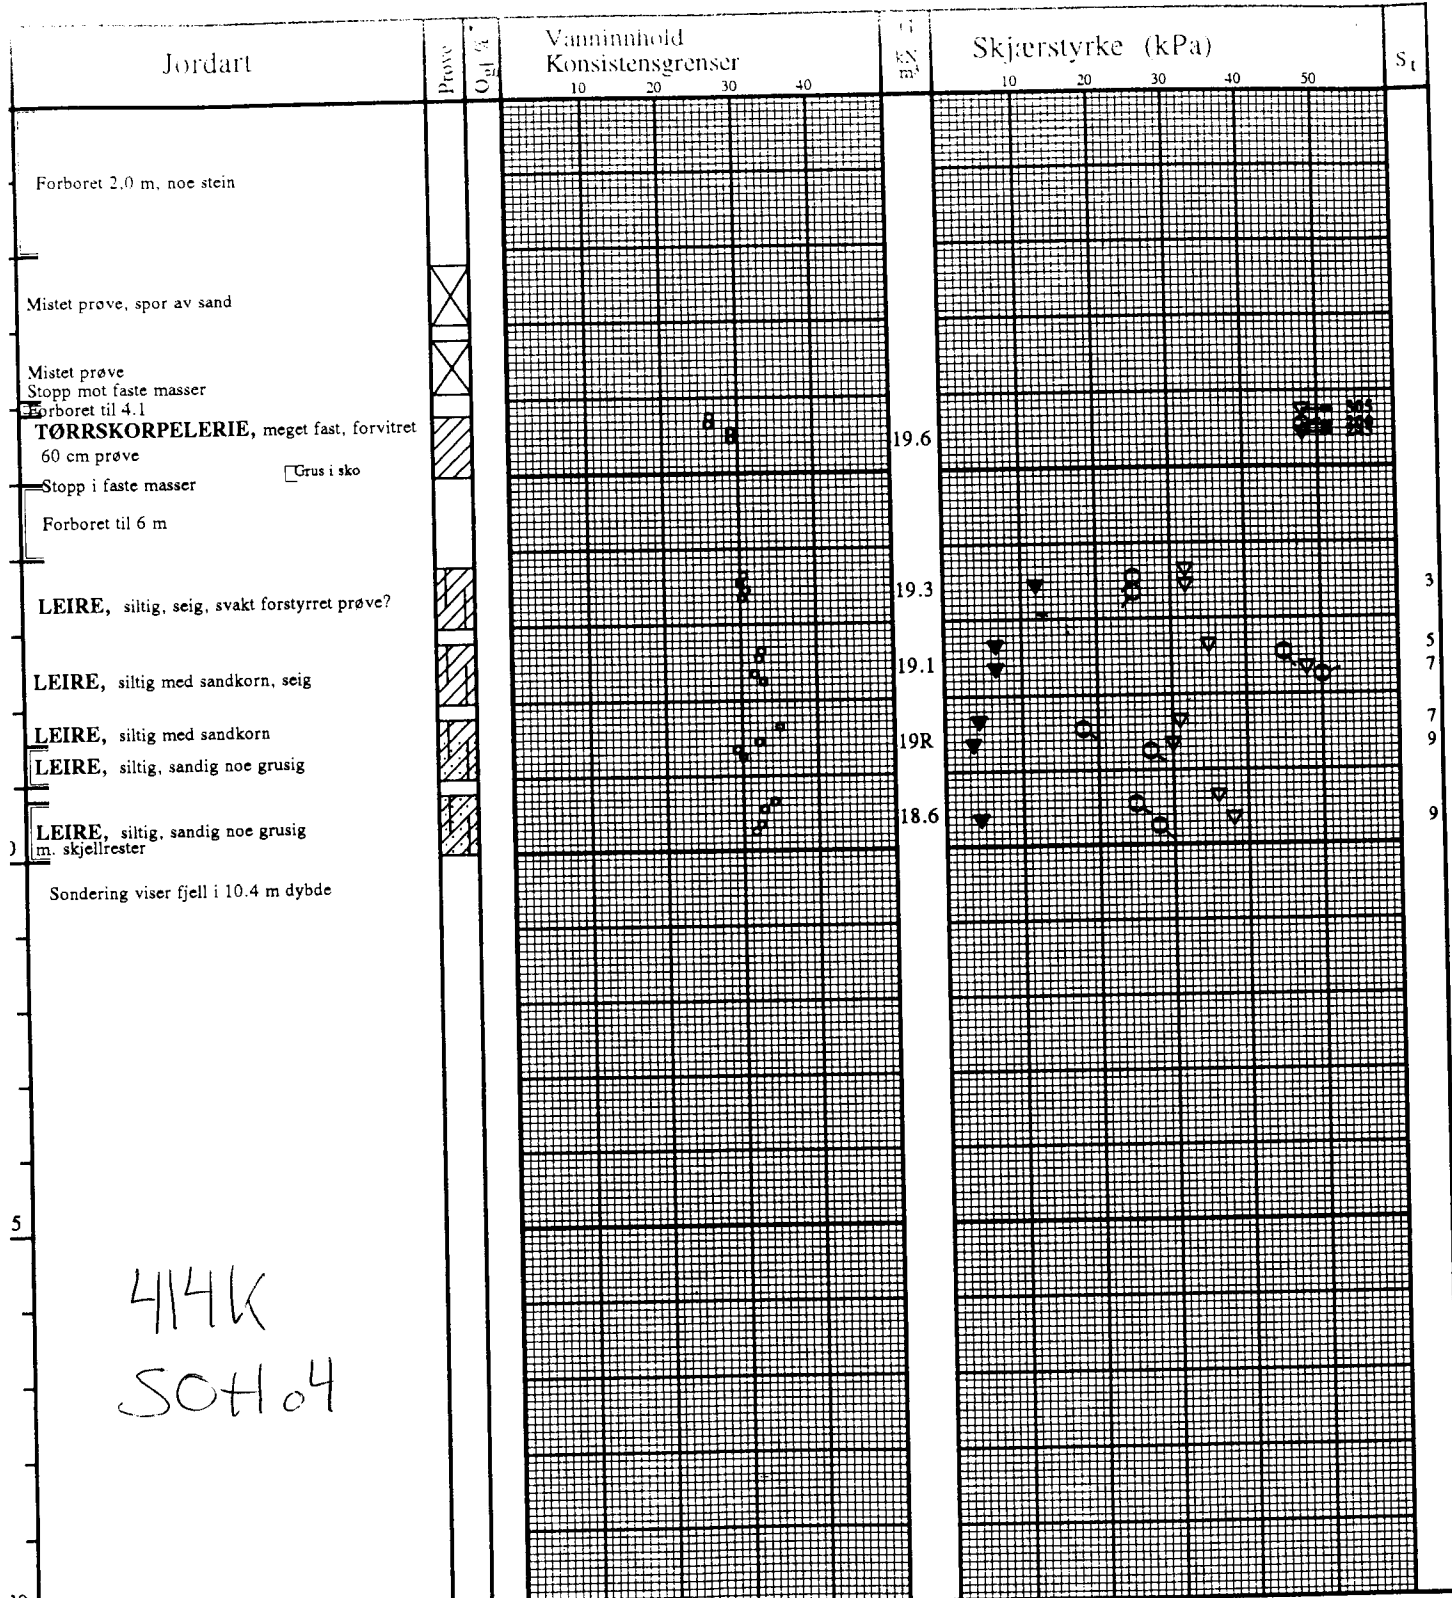 Jordart
Prøve
Ogl %
Vanninnhold
Konsistensgrenser
10 20 30 40
kN
m³
Skjærstyrke (kPa)
10 20 30 40 50
St
Forboret 2,0 m, noe stein
Mistet prøve, spor av sand
Mistet prøve
Stopp mot faste masser
Forboret til 4.1
TØRRSKORPELERIE, meget fast, forvitret
60 cm prøve
Grus i sko
19.6
Stopp i faste masser
Forboret til 6 m
LEIRE, siltig, seig, svakt forstyrret prøve?
19.3
3
LEIRE, siltig med sandkorn, seig
19.1
5
7
LEIRE, siltig med sandkorn
19R
7
9
LEIRE, siltig, sandig noe grusig
LEIRE, siltig, sandig noe grusig
m. skjellrester
18.6
9
0
Sondering viser fjell i 10.4 m dybde
5
414K
SOH04